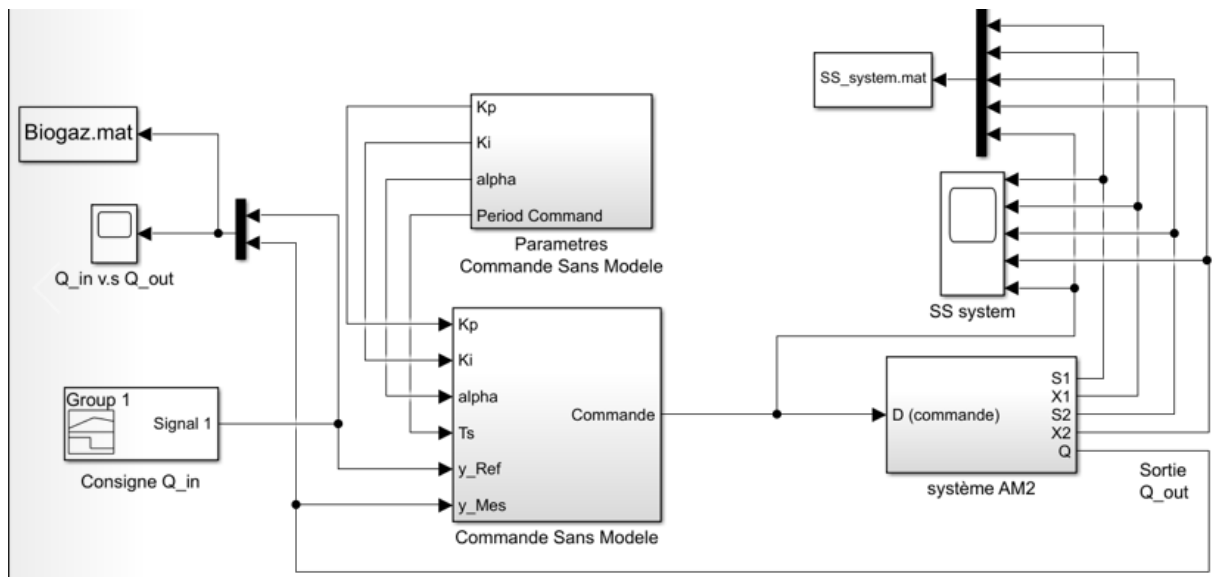 SS_system.mat
Biogaz.mat
Kp
Ki
alpha
Period Command
Parametres
Commande Sans Modele
Q_in v.s Q_out
SS system
Kp
Ki
alpha
Ts
y_Ref
y_Mes
Commande
Commande Sans Modele
Group 1
Signal 1
Consigne Q_in
D (commande)
S1
X1
S2
X2
Q
système AM2
Sortie
Q_out